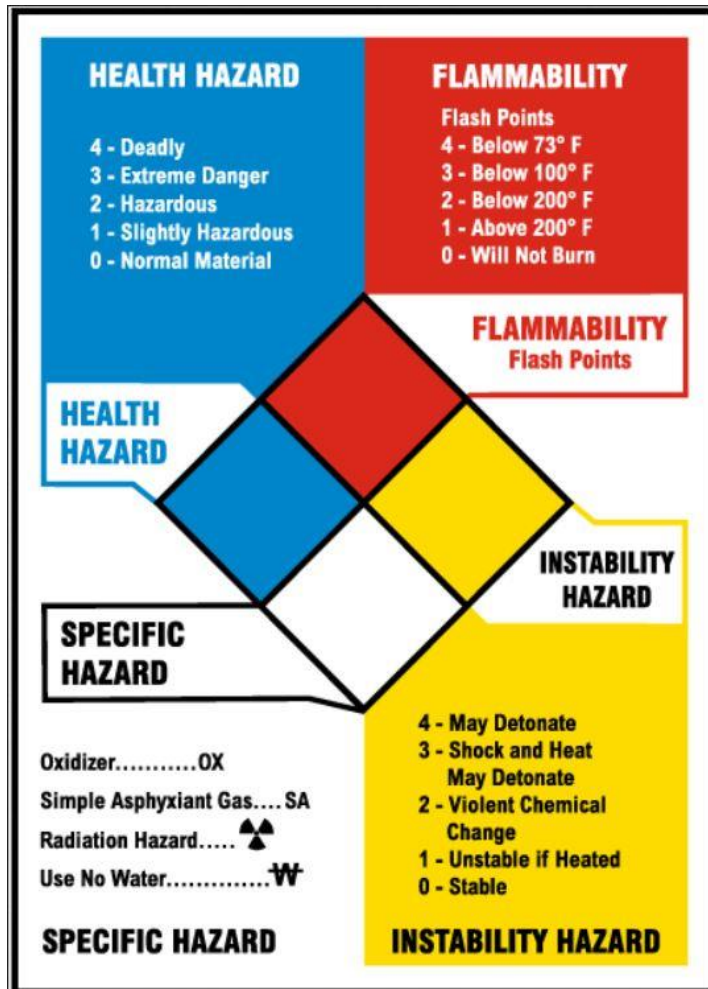 HEALTH HAZARD
4 - Deadly
3 - Extreme Danger
2 - Hazardous
1 - Slightly Hazardous
0 - Normal Material
FLAMMABILITY
Flash Points
4 - Below 73° F
3 - Below 100° F
2 - Below 200° F
1 - Above 200° F
0 - Will Not Burn
FLAMMABILITY
Flash Points
HEALTH
HAZARD
INSTABILITY
HAZARD
SPECIFIC
HAZARD
Oxidizer...........OX
Simple Asphyxiant Gas....SA
Radiation Hazard.....
Use No Water..............W̶
SPECIFIC HAZARD
4 - May Detonate
3 - Shock and Heat
May Detonate
2 - Violent Chemical
Change
1 - Unstable if Heated
0 - Stable
INSTABILITY HAZARD